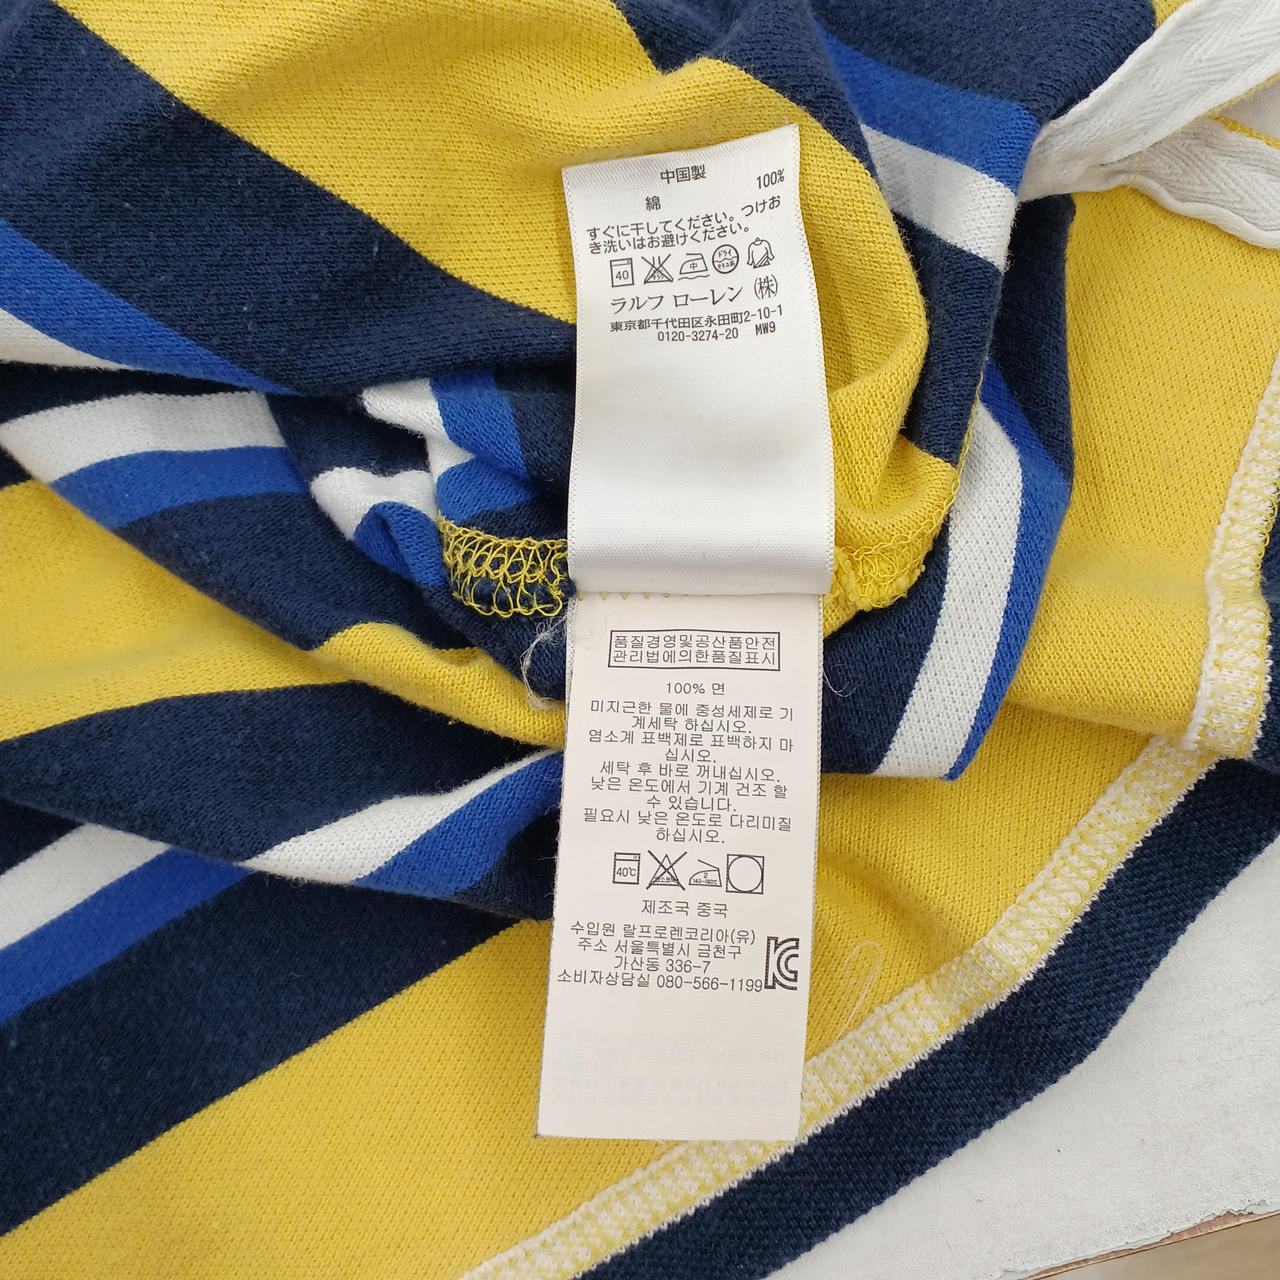 中国製
綿 100%
すぐに干してください。つけお
き洗いはお避けください。
40 中 ドライ
ラルフ ローレン (株)
東京都千代田区永田町2-10-1
0120-3274-20 MW9
품질경영및공산품안전
관리법에의한품질표시
100% 면
미지근한 물에 중성세제로 기
계세탁 하십시오.
염소계 표백제로 표백하지 마
십시오.
세탁 후 바로 꺼내십시오.
낮은 온도에서 기계 건조 할
수 있습니다.
필요시 낮은 온도로 다리미질
하십시오.
40℃ 2 140-160℃
제조국 중국
수입원 랄프로렌코리아(유)
주소 서울특별시 금천구
가산동 336-7
소비자상담실 080-566-1199